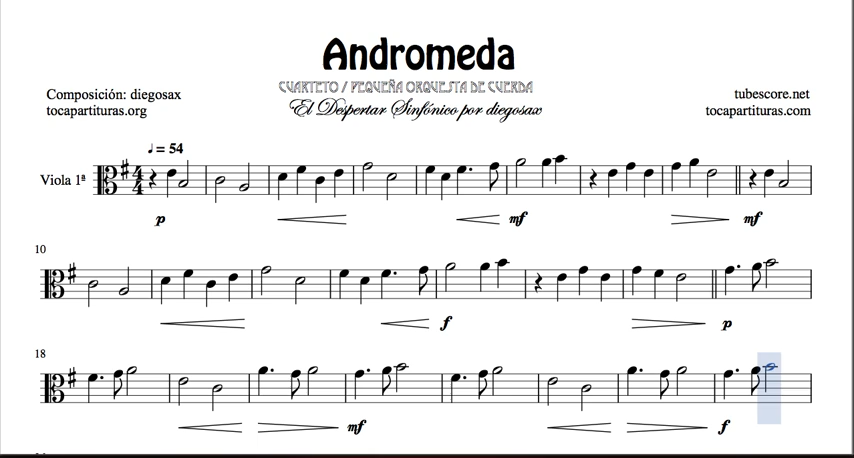 Andromeda
CUARTETO / PEQUEÑA ORQUESTA DE CUERDA
El Despertar Sinfónico por diegosax
Composición: diegosax
tocapartituras.org
tubescore.net
tocapartituras.com
♩ = 54
Viola 1ª
p mf mf
10
f p
18
mf f